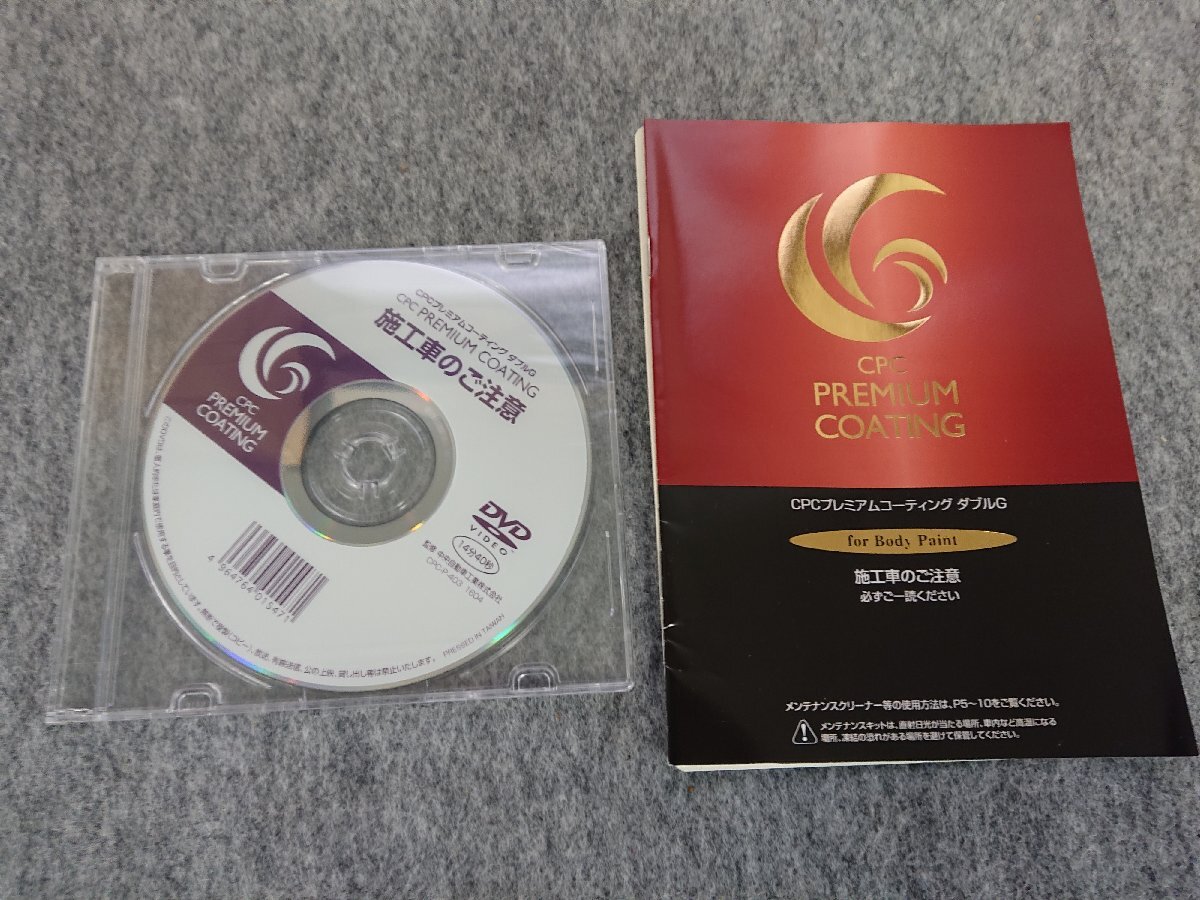 CPCプレミアムコーティング ダブルG
CPC PREMIUM COATING
施工車のご注意
CPC
PREMIUM
COATING
DVD
VIDEO
14分40秒
監修 中央自動車工業株式会社
CPC-P-403 1604
4 964764 015471
PRESSED IN TAIWAN
CPC
PREMIUM
COATING
CPCプレミアムコーティング ダブルG
for Body Paint
施工車のご注意
必ずご一読ください
メンテナンスクリーナー等の使用方法は、P5〜10をご覧ください。
メンテナンスキットは、直射日光が当たる場所、車内など高温になる
場所、凍結の恐れがある場所を避けて保管してください。